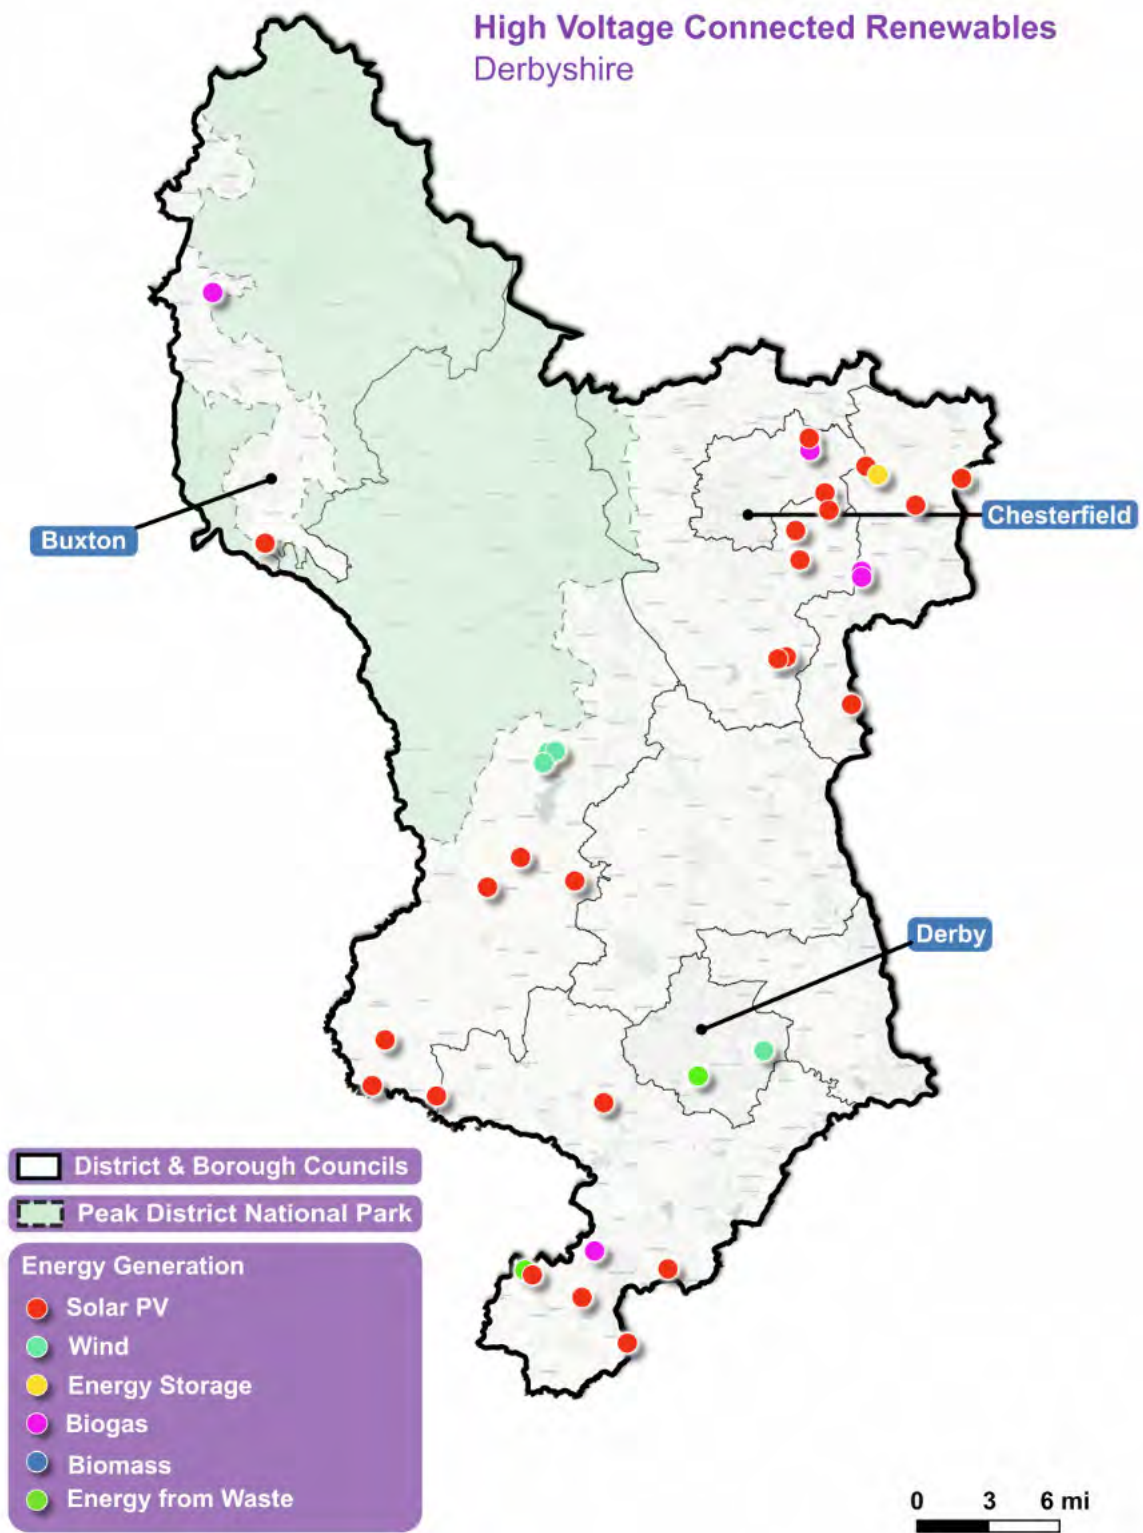 High Voltage Connected Renewables
Derbyshire
Buxton
Chesterfield
Derby
District & Borough Councils
Peak District National Park
Energy Generation
Solar PV
Wind
Energy Storage
Biogas
Biomass
Energy from Waste
0 3 6 mi